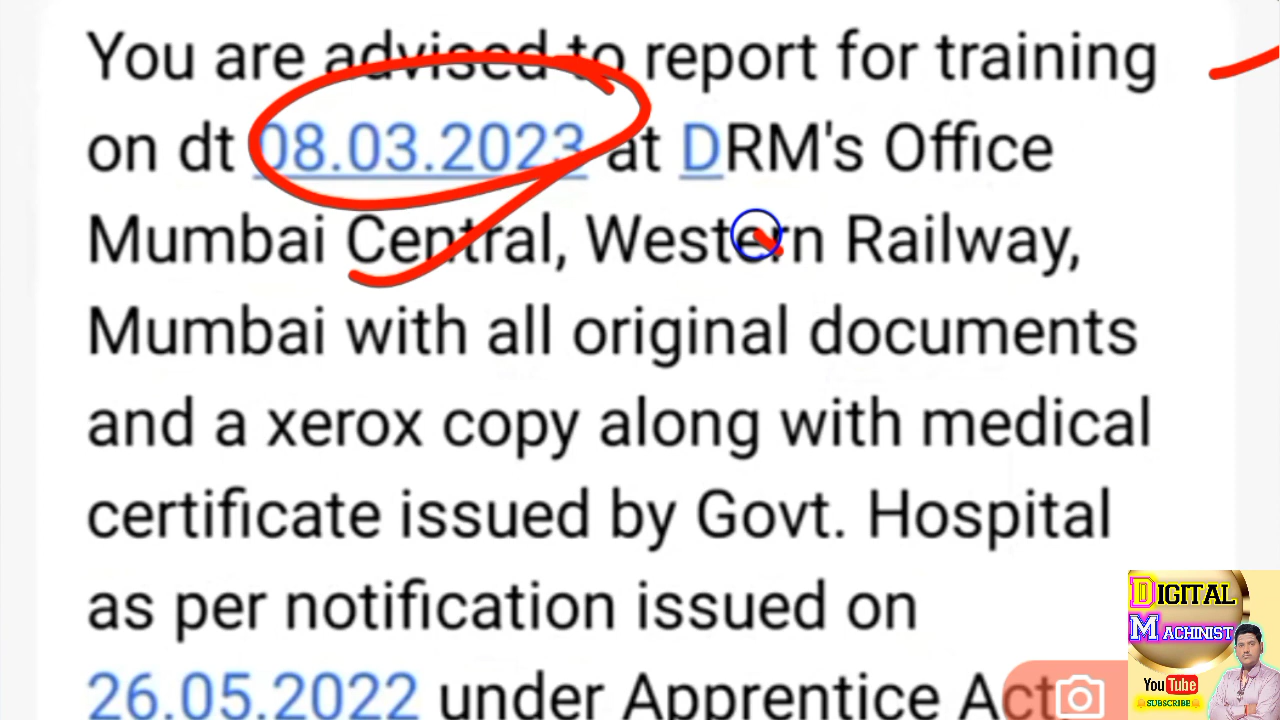 You are advised to report for training
on dt 08.03.2023 at DRM's Office
Mumbai Central, Western Railway,
Mumbai with all original documents
and a xerox copy along with medical
certificate issued by Govt. Hospital
as per notification issued on
26.05.2022 under Apprentice Act
DIGITAL
MACHINIST
YouTube
SUBSCRIBE